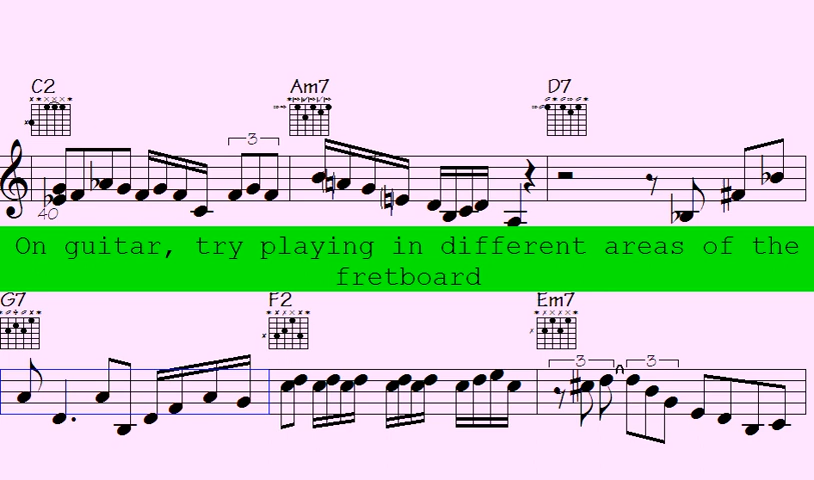 C2 Am7 D7
3
40
On guitar, try playing in different areas of the
fretboard
G7 F2 Em7
3 3